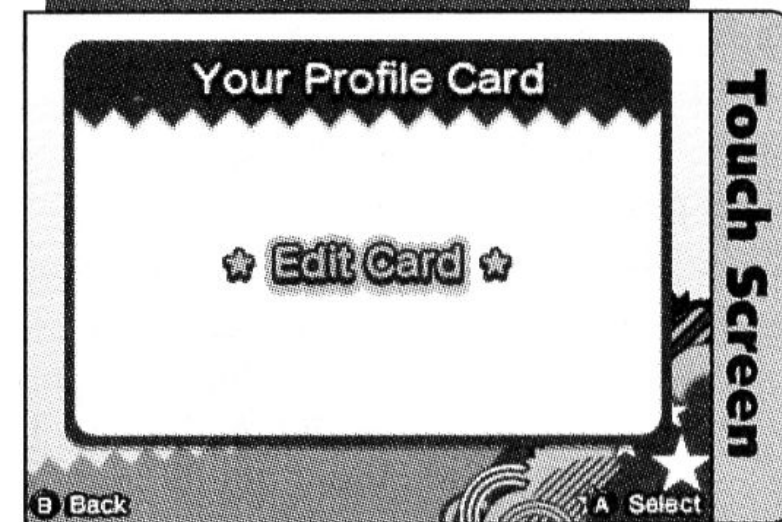 Your Profile Card
☆ Edit Card ☆
B Back
A Select
Touch Screen